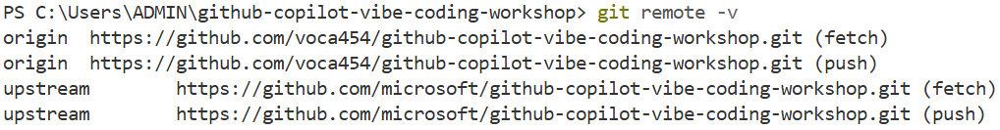 PS C:\Users\ADMIN\github-copilot-vibe-coding-workshop> git remote -v
origin  https://github.com/voca454/github-copilot-vibe-coding-workshop.git (fetch)
origin  https://github.com/voca454/github-copilot-vibe-coding-workshop.git (push)
upstream        https://github.com/microsoft/github-copilot-vibe-coding-workshop.git (fetch)
upstream        https://github.com/microsoft/github-copilot-vibe-coding-workshop.git (push)